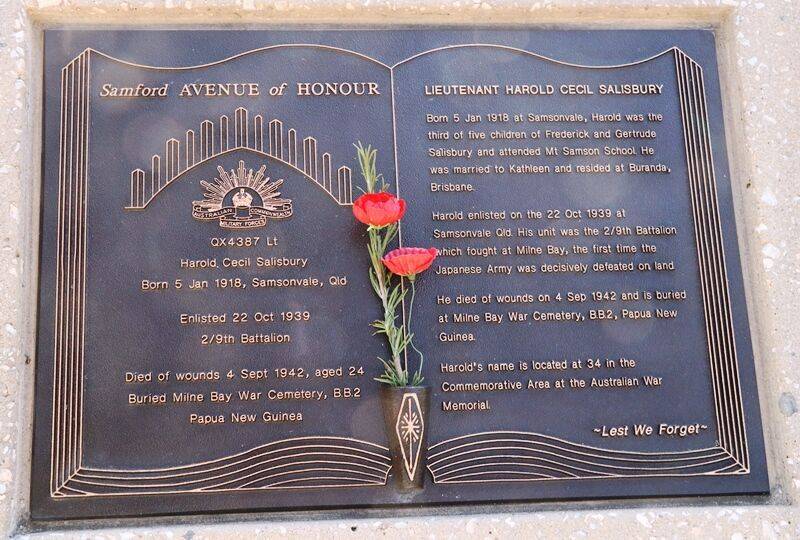 Samford AVENUE of HONOUR
AUSTRALIAN COMMONWEALTH
MILITARY FORCES
QX4387 Lt
Harold Cecil Salisbury
Born 5 Jan 1918, Samsonvale, Qld
Enlisted 22 Oct 1939
2/9th Battalion
Died of wounds 4 Sept 1942, aged 24
Buried Milne Bay War Cemetery, B.B.2
Papua New Guinea
LIEUTENANT HAROLD CECIL SALISBURY
Born 5 Jan 1918 at Samsonvale, Harold was the
third of five children of Frederick and Gertrude
Salisbury and attended Mt Samson School. He
was married to Kathleen and resided at Buranda,
Brisbane.
Harold enlisted on the 22 Oct 1939 at
Samsonvale Qld. His unit was the 2/9th Battalion
which fought at Milne Bay, the first time the
Japanese Army was decisively defeated on land
He died of wounds on 4 Sep 1942 and is buried
at Milne Bay War Cemetery, B.B.2, Papua New
Guinea.
Harold's name is located at 34 in the
Commemorative Area at the Australian War
Memorial.
~Lest We Forget~